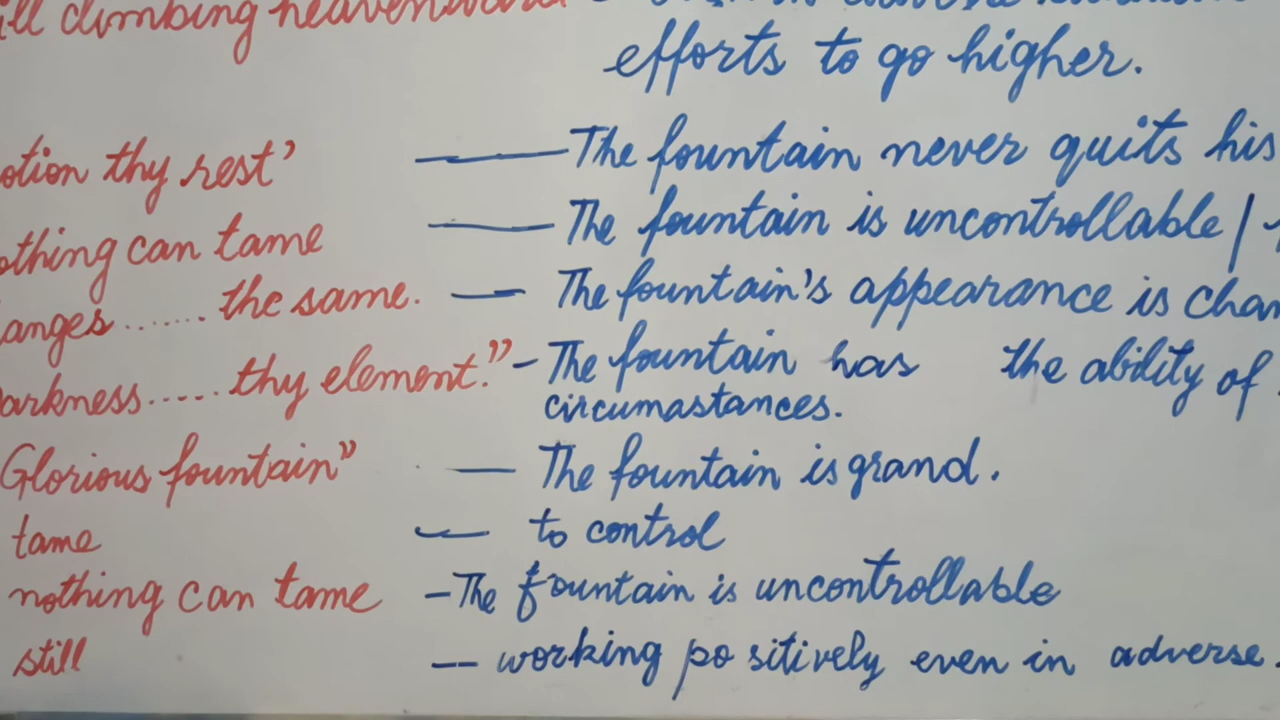 climbing heavenward -
efforts to go higher.
otion thy rest' — The fountain never quits his
othing can tame — The fountain is uncontrollable /
anges ....... the same. — The fountain's appearance is chan
arkness ..... thy element." - The fountain has the ability of
circumastances.
Glorious fountain" — The fountain is grand.
tame — to control
nothing can tame - The fountain is uncontrollable
still -- working positively even in adverse